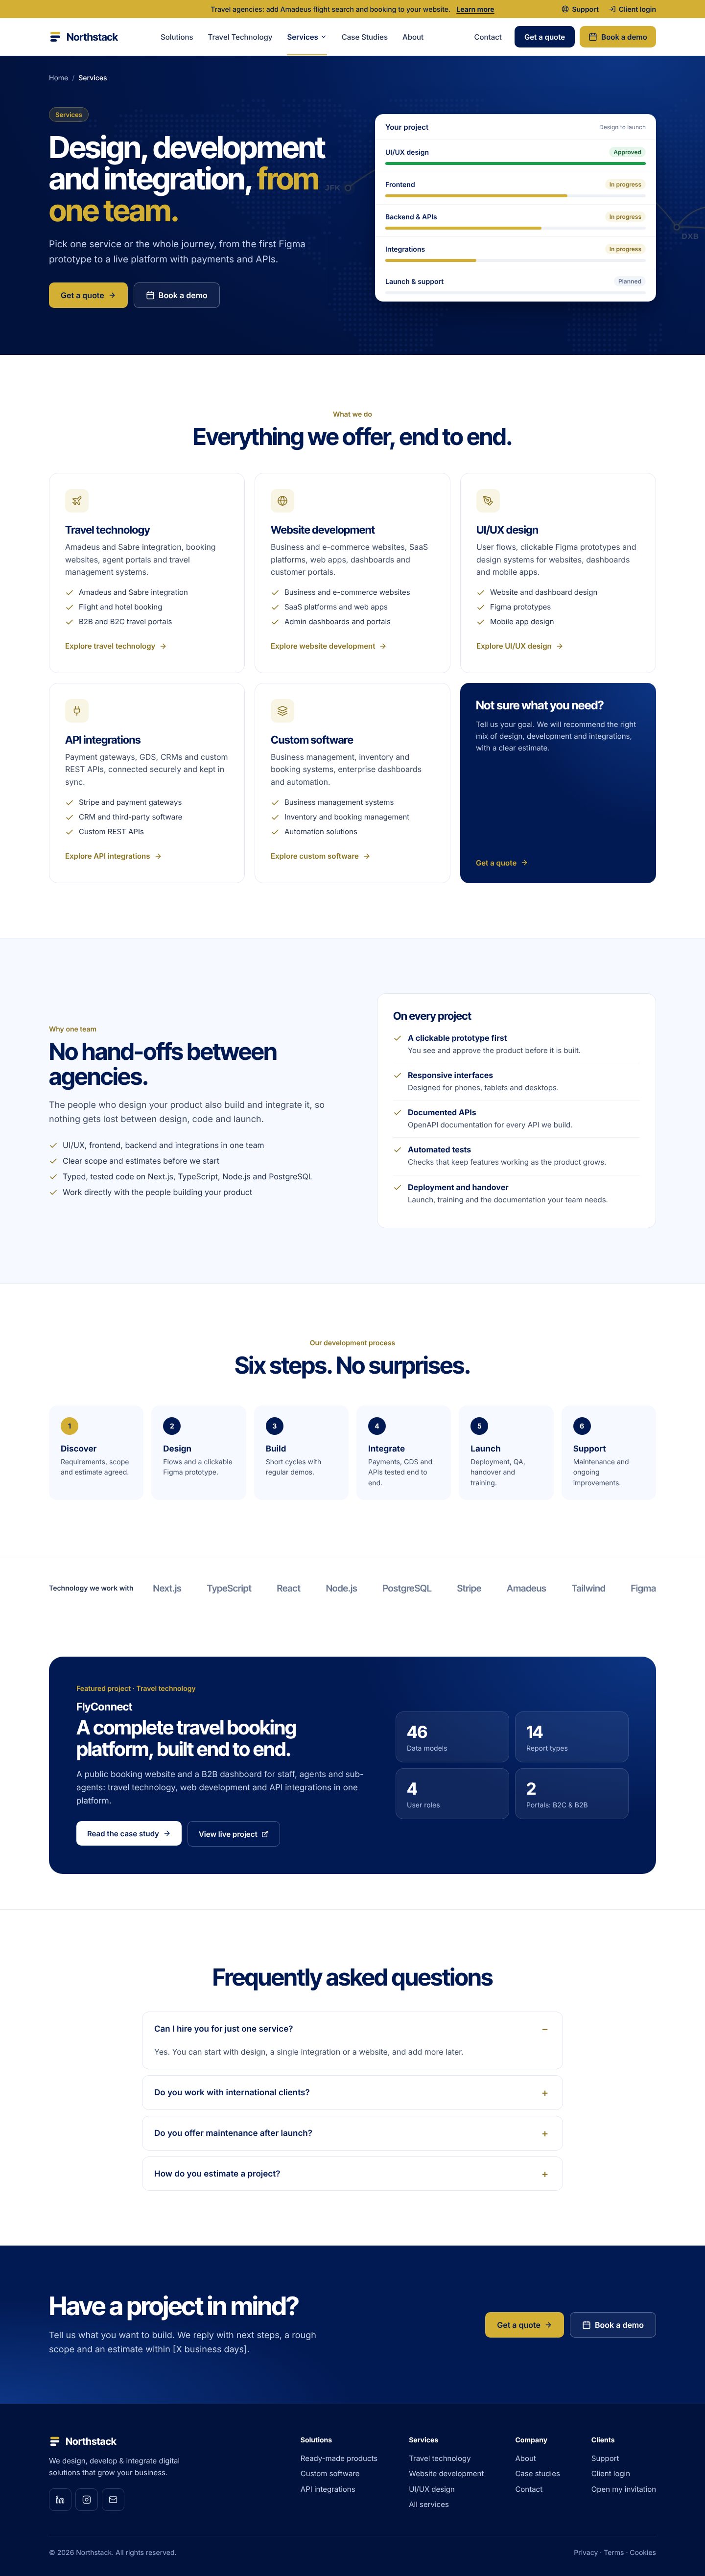 Travel agencies: add Amadeus flight search and booking to your website. Learn more
Support
Client login
Northstack
Solutions
Travel Technology
Services
Case Studies
About
Contact
Get a quote
Book a demo
Home / Services
Services
Design, development
and integration, from
one team.
Pick one service or the whole journey, from the first Figma
prototype to a live platform with payments and APIs.
Get a quote
Book a demo
JFK
Your project
Design to launch
UI/UX design
Approved
Frontend
In progress
Backend & APIs
In progress
Integrations
In progress
Launch & support
Planned
DXB
What we do
Everything we offer, end to end.
Travel technology
Amadeus and Sabre integration, booking
websites, agent portals and travel
management systems.
Amadeus and Sabre integration
Flight and hotel booking
B2B and B2C travel portals
Explore travel technology
Website development
Business and e-commerce websites, SaaS
platforms, web apps, dashboards and
customer portals.
Business and e-commerce websites
SaaS platforms and web apps
Admin dashboards and portals
Explore website development
UI/UX design
User flows, clickable Figma prototypes and
design systems for websites, dashboards
and mobile apps.
Website and dashboard design
Figma prototypes
Mobile app design
Explore UI/UX design
API integrations
Payment gateways, GDS, CRMs and custom
REST APIs, connected securely and kept in
sync.
Stripe and payment gateways
CRM and third-party software
Custom REST APIs
Explore API integrations
Custom software
Business management, inventory and
booking systems, enterprise dashboards
and automation.
Business management systems
Inventory and booking management
Automation solutions
Explore custom software
Not sure what you need?
Tell us your goal. We will recommend the right
mix of design, development and integrations,
with a clear estimate.
Get a quote
Why one team
No hand-offs between
agencies.
The people who design your product also build and integrate it, so
nothing gets lost between design, code and launch.
UI/UX, frontend, backend and integrations in one team
Clear scope and estimates before we start
Typed, tested code on Next.js, TypeScript, Node.js and PostgreSQL
Work directly with the people building your product
On every project
A clickable prototype first
You see and approve the product before it is built.
Responsive interfaces
Designed for phones, tablets and desktops.
Documented APIs
OpenAPI documentation for every API we build.
Automated tests
Checks that keep features working as the product grows.
Deployment and handover
Launch, training and the documentation your team needs.
Our development process
Six steps. No surprises.
1
Discover
Requirements, scope
and estimate agreed.
2
Design
Flows and a clickable
Figma prototype.
3
Build
Short cycles with
regular demos.
4
Integrate
Payments, GDS and
APIs tested end to
end.
5
Launch
Deployment, QA,
handover and
training.
6
Support
Maintenance and
ongoing
improvements.
Technology we work with
Next.js
TypeScript
React
Node.js
PostgreSQL
Stripe
Amadeus
Tailwind
Figma
Featured project · Travel technology
FlyConnect
A complete travel booking
platform, built end to end.
A public booking website and a B2B dashboard for staff, agents and sub-
agents: travel technology, web development and API integrations in one
platform.
Read the case study
View live project
46
Data models
14
Report types
4
User roles
2
Portals: B2C & B2B
Frequently asked questions
Can I hire you for just one service?
Yes. You can start with design, a single integration or a website, and add more later.
Do you work with international clients?
Do you offer maintenance after launch?
How do you estimate a project?
Have a project in mind?
Tell us what you want to build. We reply with next steps, a rough
scope and an estimate within [X business days].
Get a quote
Book a demo
Northstack
We design, develop & integrate digital
solutions that grow your business.
Solutions
Ready-made products
Custom software
API integrations
Services
Travel technology
Website development
UI/UX design
All services
Company
About
Case studies
Contact
Clients
Support
Client login
Open my invitation
© 2026 Northstack. All rights reserved.
Privacy · Terms · Cookies